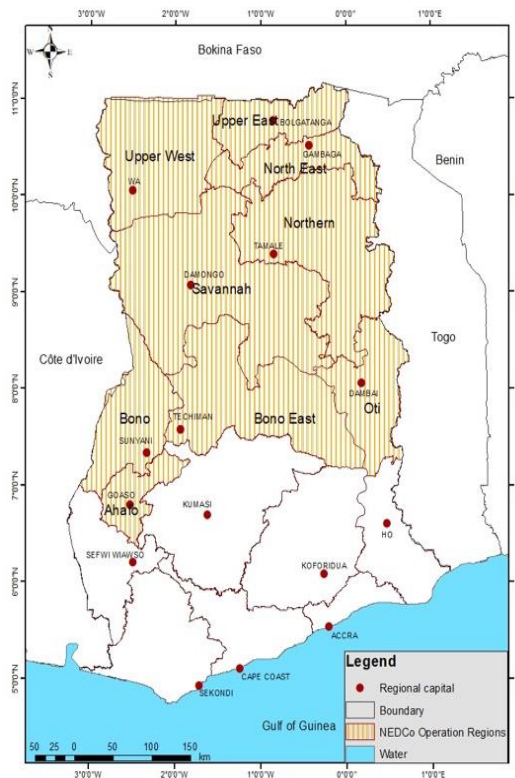 3°0'0"W 2°0'0"W 1°0'0"W 0°0'0" 1°0'0"E
N
W E
S
Bokina Faso
11°0'0"N
Upper East
BOLGATANGA
Upper West
GAMBAGA
North East
Benin
WA
10°0'0"N
Northern
TAMALE
DAMONGO
Savannah
9°0'0"N
Togo
Côte d'Ivoire
8°0'0"N
DAMBAI
Oti
Bono
TECHIMAN
Bono East
SUNYANI
7°0'0"N
GOASO
Ahafo
KUMASI
HO
SEFWI WIAWSO
KOFORIDUA
6°0'0"N
ACCRA
CAPE COAST
SEKONDI
5°0'0"N
Gulf of Guinea
Legend
Regional capital
Boundary
NEDCo Operation Regions
Water
50 25 0 50 100 150
km
3°0'0"W 2°0'0"W 1°0'0"W 0°0'0" 1°0'0"E